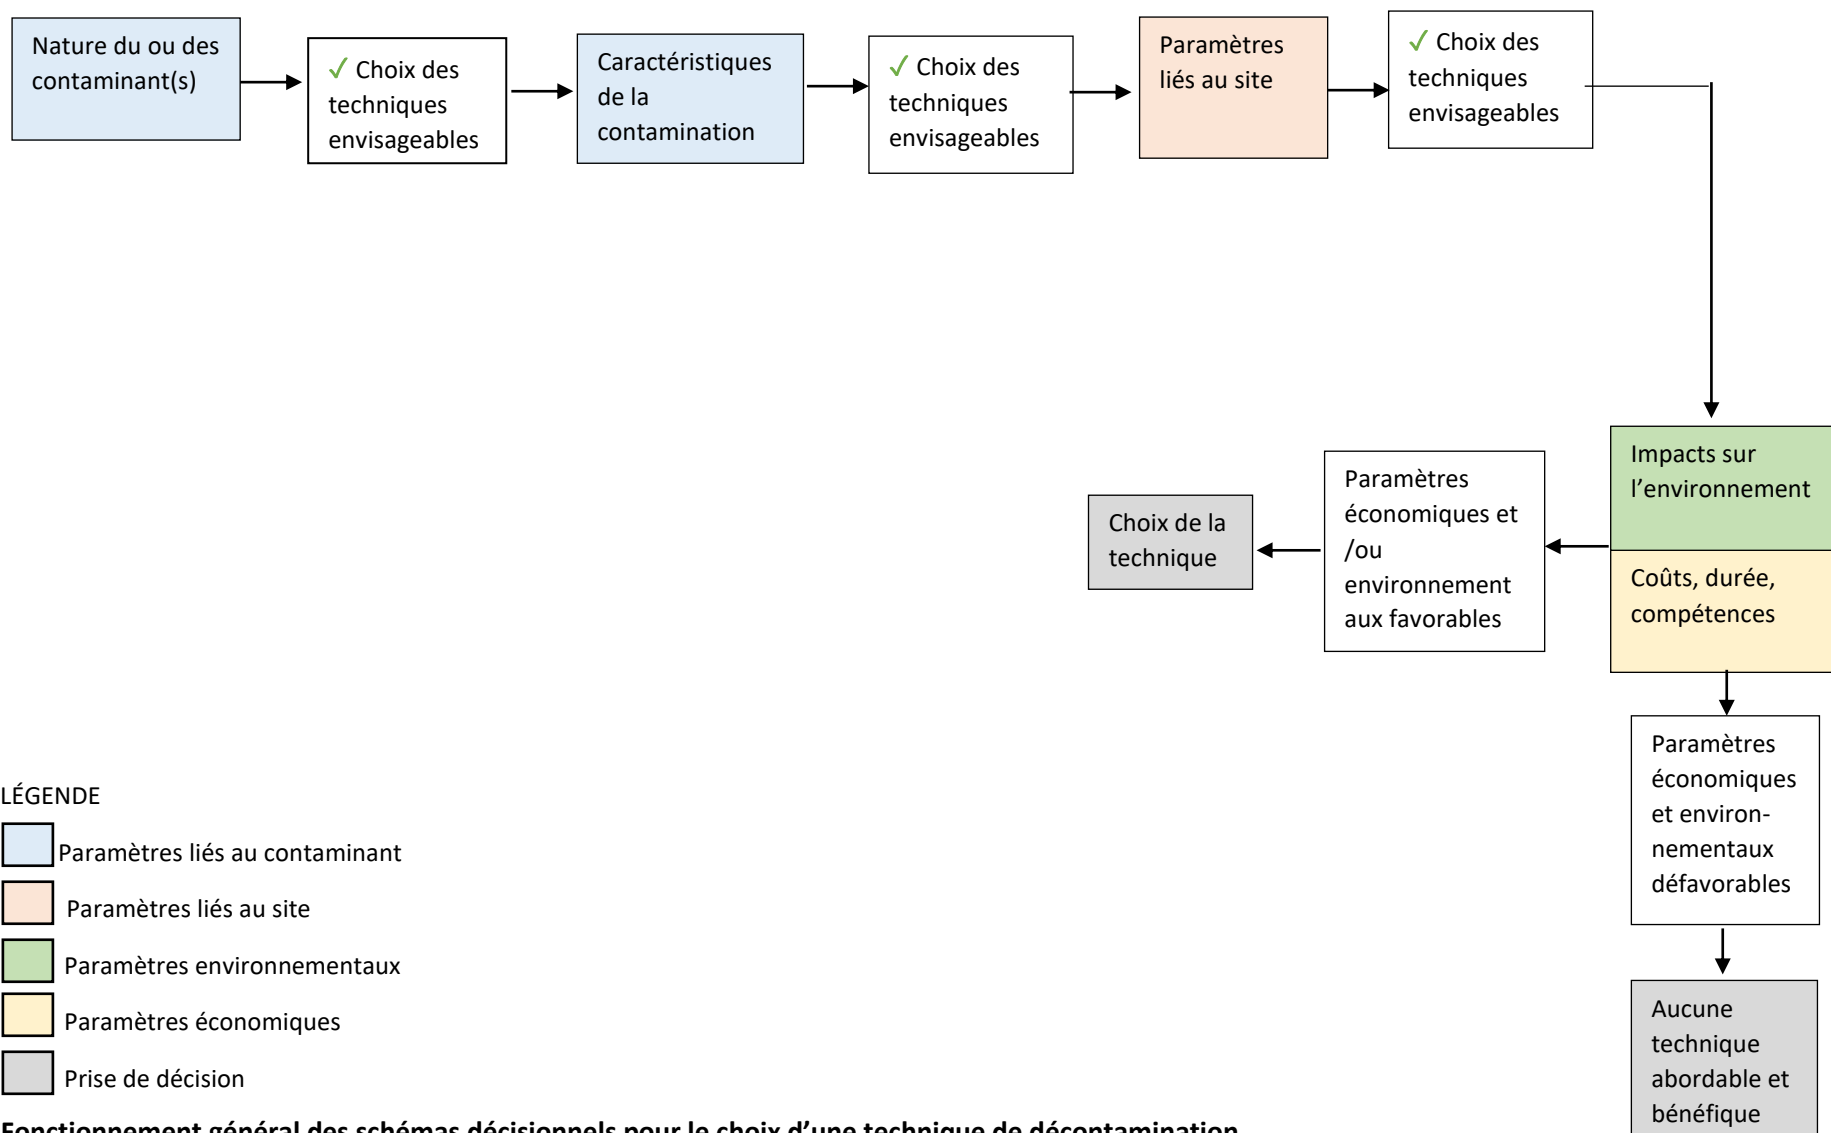 Nature du ou des
contaminant(s)
✓ Choix des
techniques
envisageables
Caractéristiques
de la
contamination
✓ Choix des
techniques
envisageables
Paramètres
liés au site
✓ Choix des
techniques
envisageables
Impacts sur
l’environnement
Coûts, durée,
compétences
Paramètres
économiques et
/ou
environnement
aux favorables
Choix de la
technique
Paramètres
économiques
et environ-
nementaux
défavorables
Aucune
technique
abordable et
bénéfique
LÉGENDE
Paramètres liés au contaminant
Paramètres liés au site
Paramètres environnementaux
Paramètres économiques
Prise de décision
Fonctionnement général des schémas décisionnels pour le choix d’une technique de décontamination